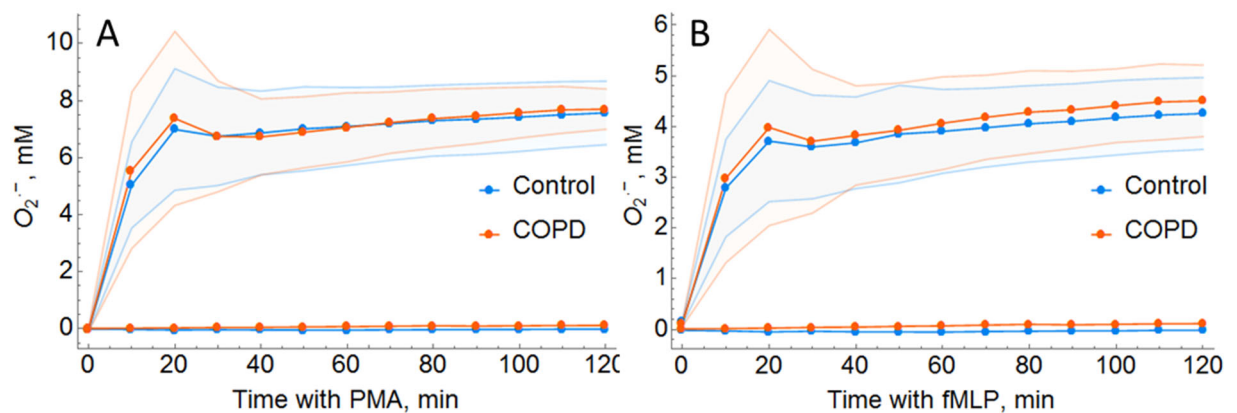 A
10
8
6
4
2
0
O₂·⁻, mM
Control
COPD
0 20 40 60 80 100 120
Time with PMA, min
B
6
5
4
3
2
1
0
O₂·⁻, mM
Control
COPD
0 20 40 60 80 100 120
Time with fMLP, min